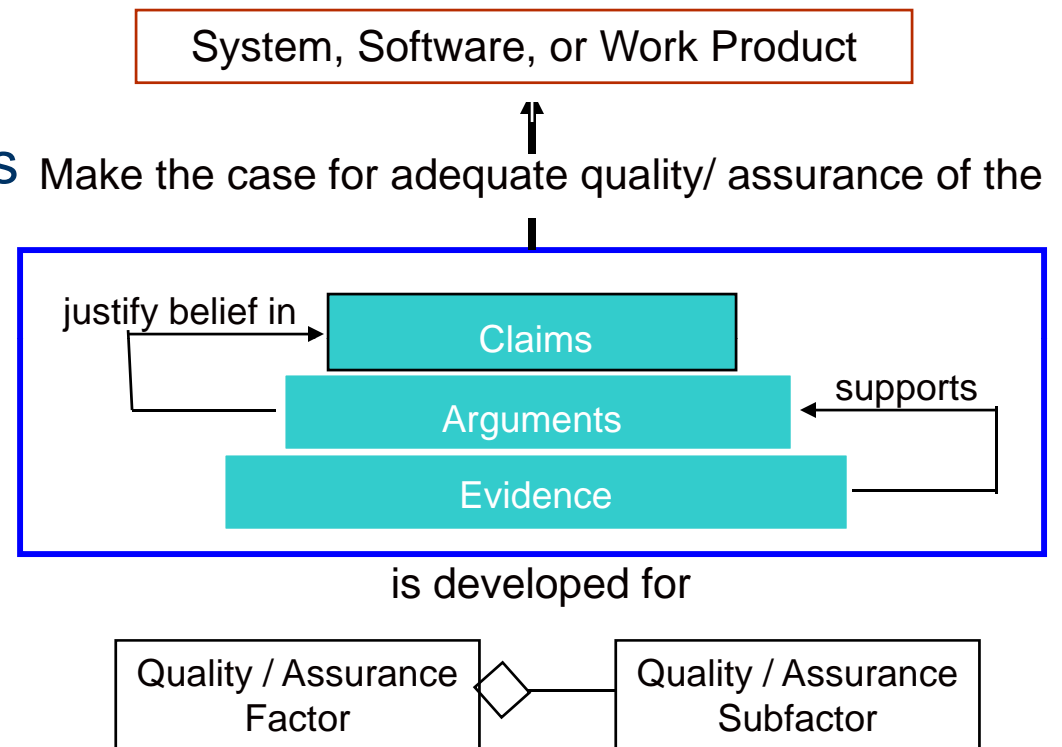 System, Software, or Work Product
s Make the case for adequate quality/ assurance of the
justify belief in
Claims
supports
Arguments
Evidence
is developed for
Quality / Assurance
Factor
Quality / Assurance
Subfactor